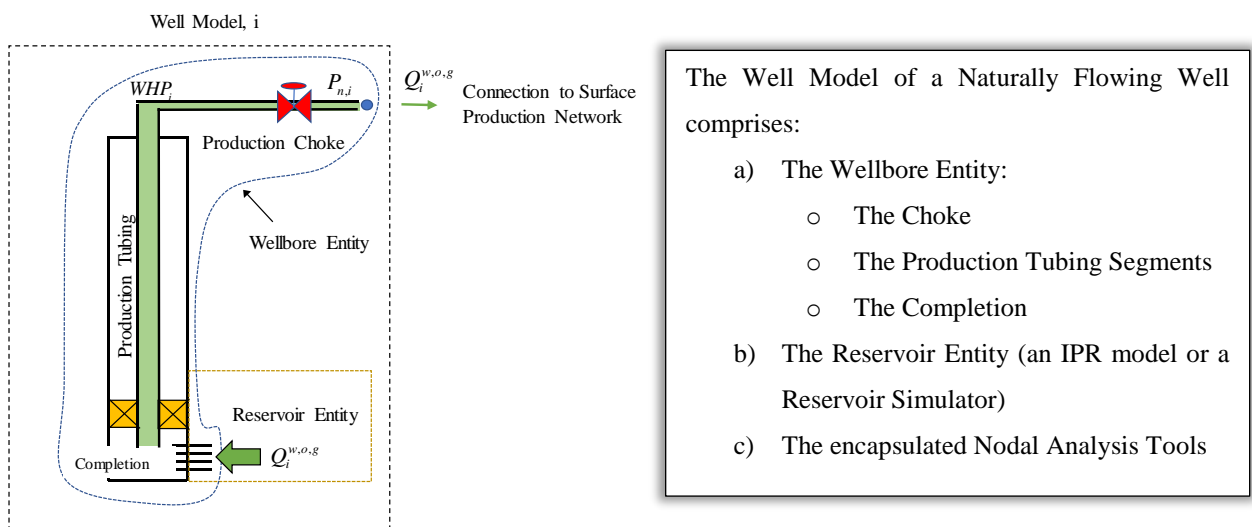 Well Model, i
WHP_i
P_{n,i}
Q_i^{w,o,g}
Connection to Surface
Production Network
Production Choke
Production Tubing
Wellbore Entity
Reservoir Entity
Completion
Q_i^{w,o,g}
The Well Model of a Naturally Flowing Well
comprises:
a) The Wellbore Entity:
o The Choke
o The Production Tubing Segments
o The Completion
b) The Reservoir Entity (an IPR model or a
Reservoir Simulator)
c) The encapsulated Nodal Analysis Tools